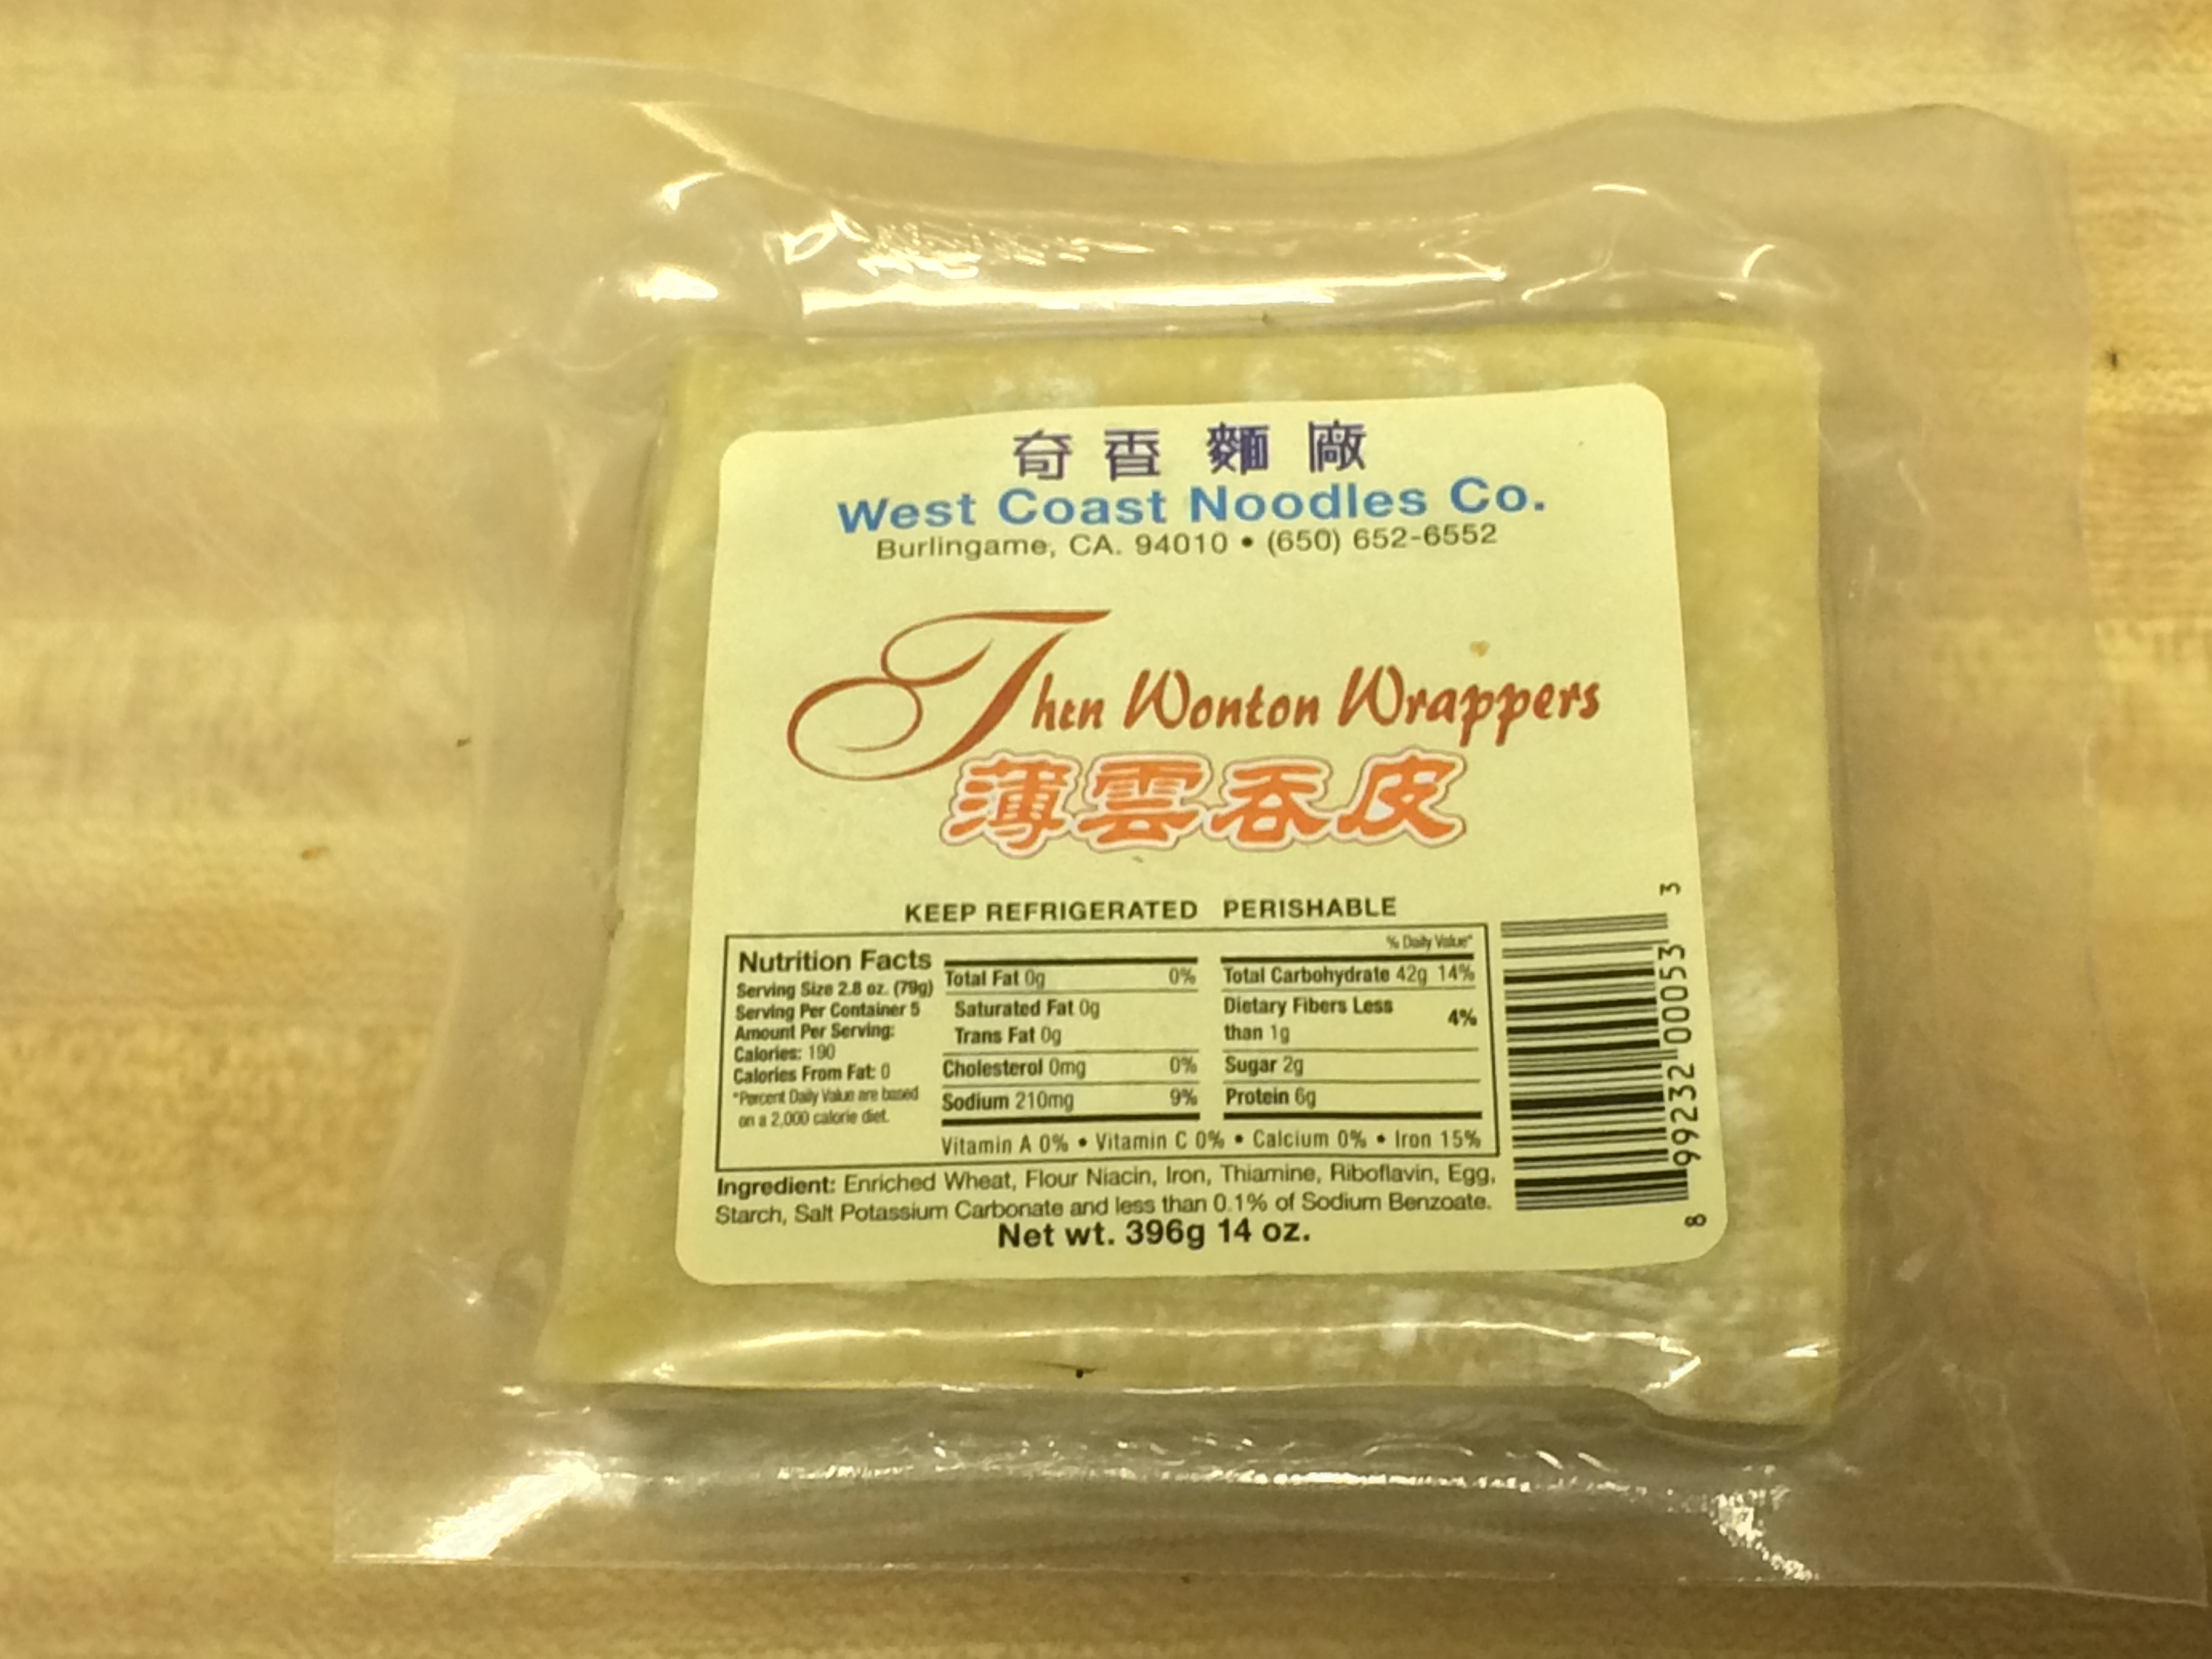 奇香麵廠
West Coast Noodles Co.
Burlingame, CA. 94010 • (650) 652-6552
Thin Wonton Wrappers
薄雲吞皮
KEEP REFRIGERATED PERISHABLE
Nutrition Facts
Serving Size 2.8 oz. (79g)
Serving Per Container 5
Amount Per Serving:
Calories: 190
Calories From Fat: 0
*Percent Daily Value are based
on a 2,000 calorie diet.
Total Fat 0g 0%
Saturated Fat 0g
Trans Fat 0g
Cholesterol 0mg 0%
Sodium 210mg 9%
% Daily Value*
Total Carbohydrate 42g 14%
Dietary Fibers Less
than 1g 4%
Sugar 2g
Protein 6g
Vitamin A 0% • Vitamin C 0% • Calcium 0% • Iron 15%
Ingredient: Enriched Wheat, Flour Niacin, Iron, Thiamine, Riboflavin, Egg,
Starch, Salt Potassium Carbonate and less than 0.1% of Sodium Benzoate.
Net wt. 396g 14 oz.
8 99232 00053 3